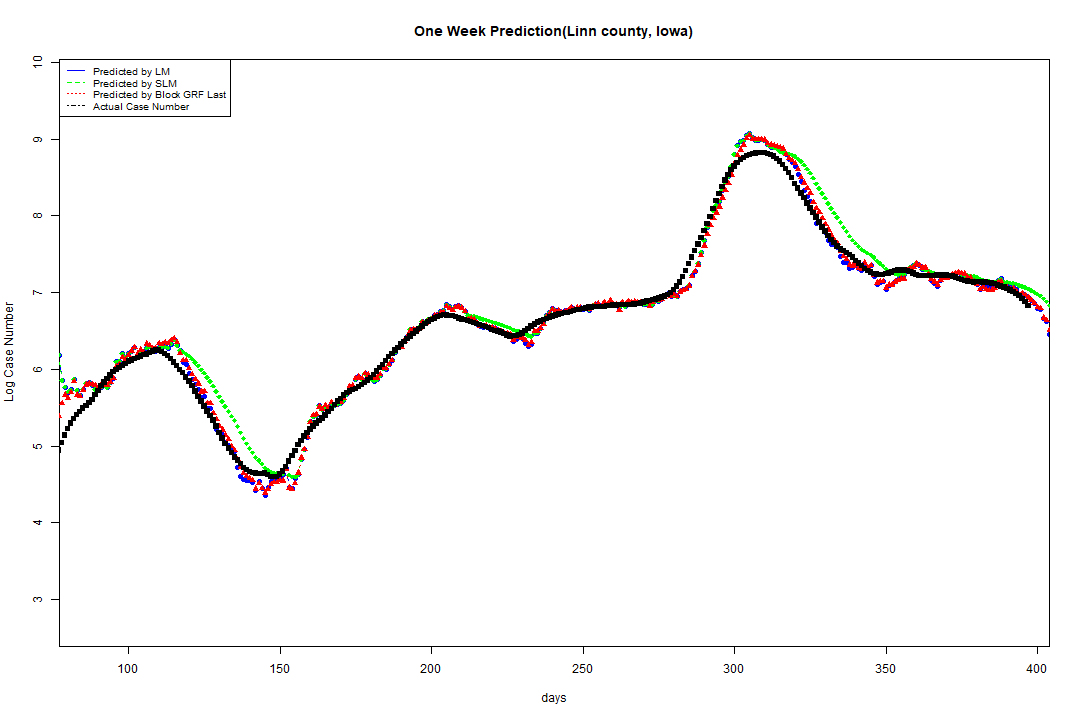 One Week Prediction(Linn county, Iowa)
Predicted by LM
Predicted by SLM
Predicted by Block GRF Last
Actual Case Number
10
9
8
7
6
5
4
3
Log Case Number
100 150 200 250 300 350 400
days